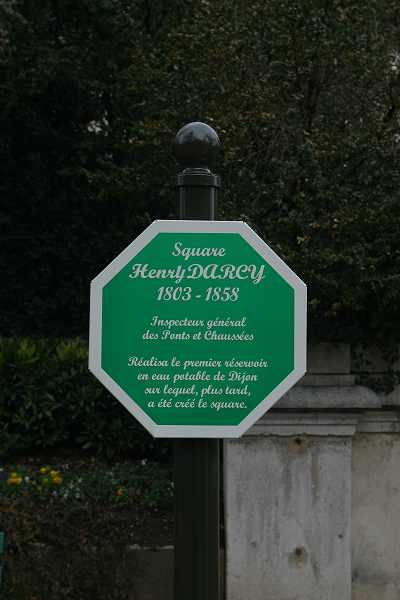 Square
Henry DARCY
1803 - 1858
Inspecteur général
des Ponts et Chaussées
Réalisa le premier réservoir
en eau potable de Dijon
sur lequel, plus tard,
a été créé le square.